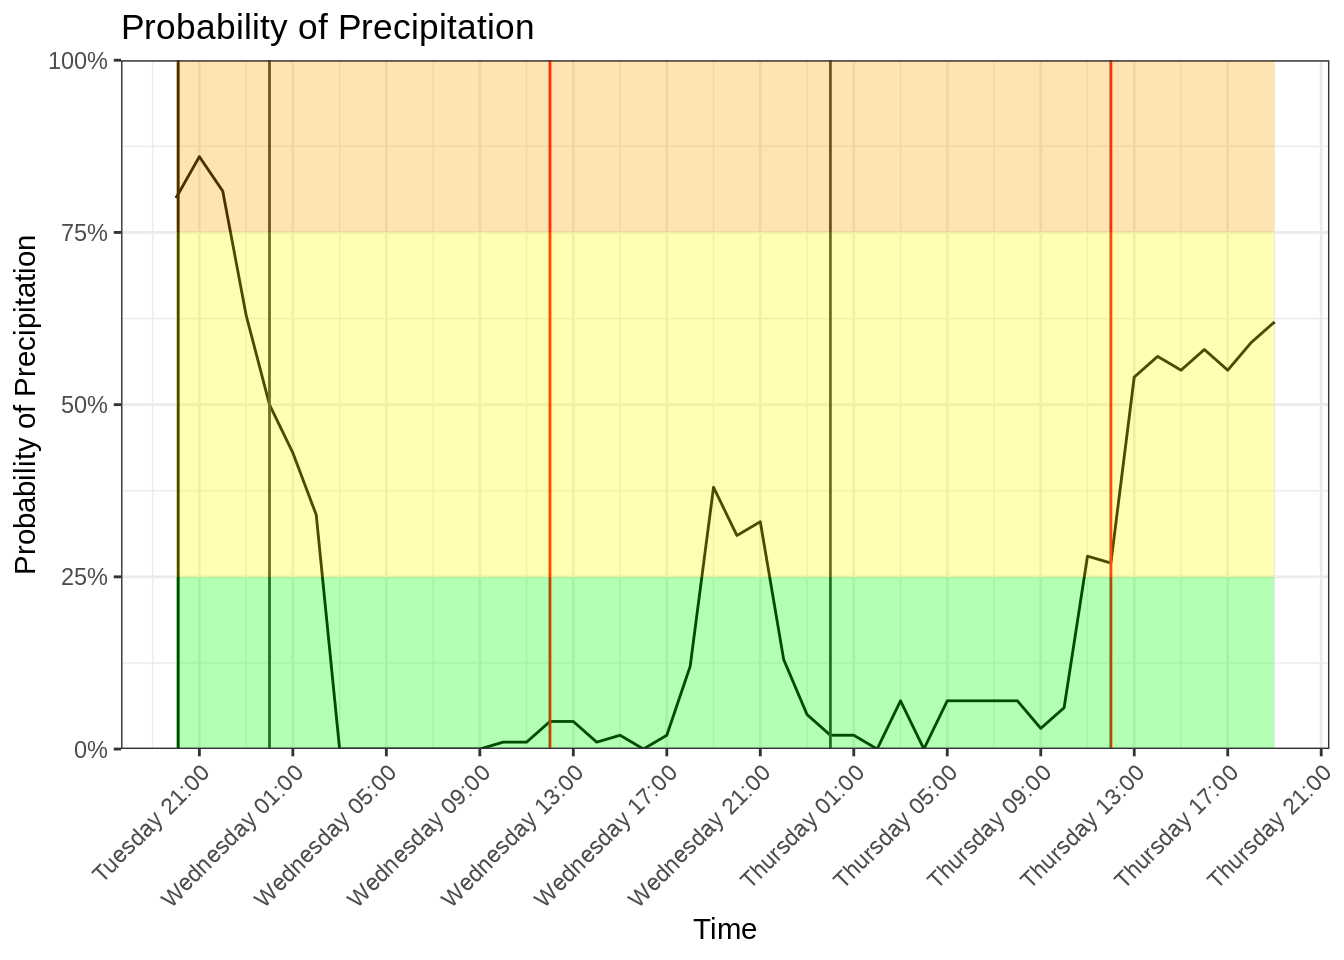 Probability of Precipitation
Probability of Precipitation
100%
75%
50%
25%
0%
Tuesday 21:00
Wednesday 01:00
Wednesday 05:00
Wednesday 09:00
Wednesday 13:00
Wednesday 17:00
Wednesday 21:00
Thursday 01:00
Thursday 05:00
Thursday 09:00
Thursday 13:00
Thursday 17:00
Thursday 21:00
Time